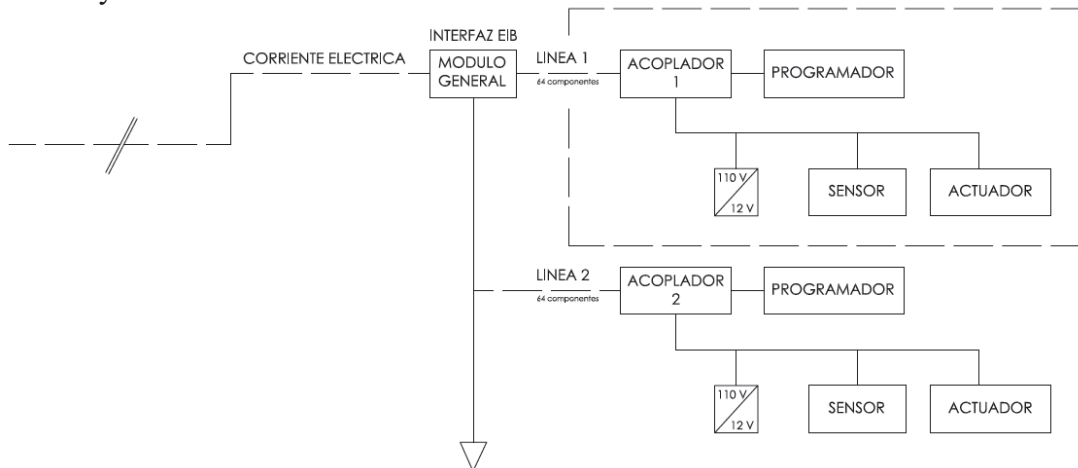 y
INTERFAZ EIB
CORRIENTE ELECTRICA
MODULO
GENERAL
LINEA 1
64 componentes
ACOPLADOR
1
PROGRAMADOR
110 V
12 V
SENSOR
ACTUADOR
LINEA 2
64 componentes
ACOPLADOR
2
PROGRAMADOR
110 V
12 V
SENSOR
ACTUADOR